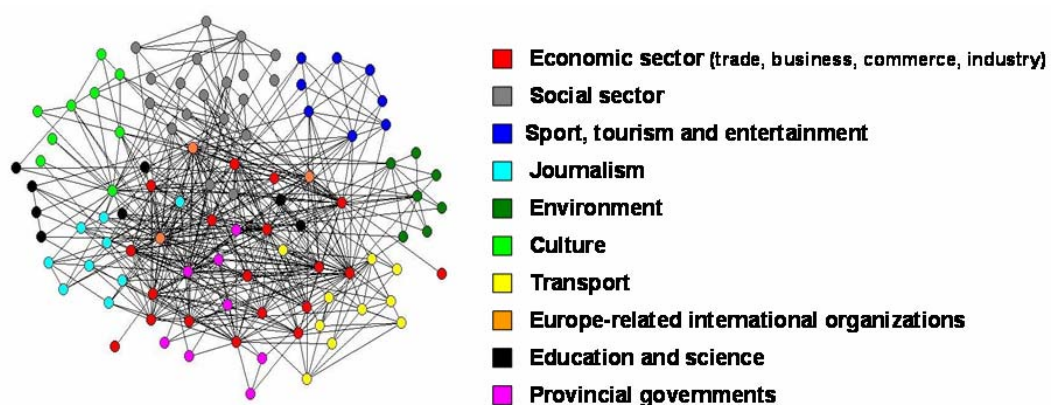 Economic sector (trade, business, commerce, industry)
Social sector
Sport, tourism and entertainment
Journalism
Environment
Culture
Transport
Europe-related international organizations
Education and science
Provincial governments